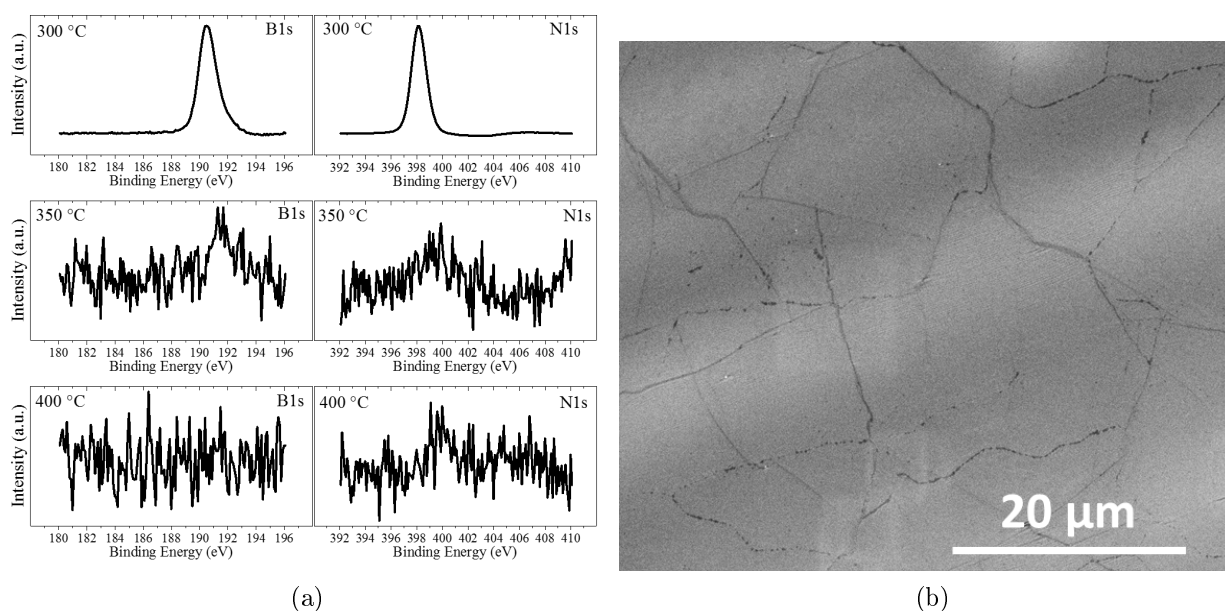 300 °C B1s
Intensity (a.u.)
180 182 184 186 188 190 192 194 196
Binding Energy (eV)
300 °C N1s
392 394 396 398 400 402 404 406 408 410
Binding Energy (eV)
350 °C B1s
Intensity (a.u.)
180 182 184 186 188 190 192 194 196
Binding Energy (eV)
350 °C N1s
392 394 396 398 400 402 404 406 408 410
Binding Energy (eV)
400 °C B1s
Intensity (a.u.)
180 182 184 186 188 190 192 194 196
Binding Energy (eV)
400 °C N1s
392 394 396 398 400 402 404 406 408 410
Binding Energy (eV)
20 µm
(a)
(b)